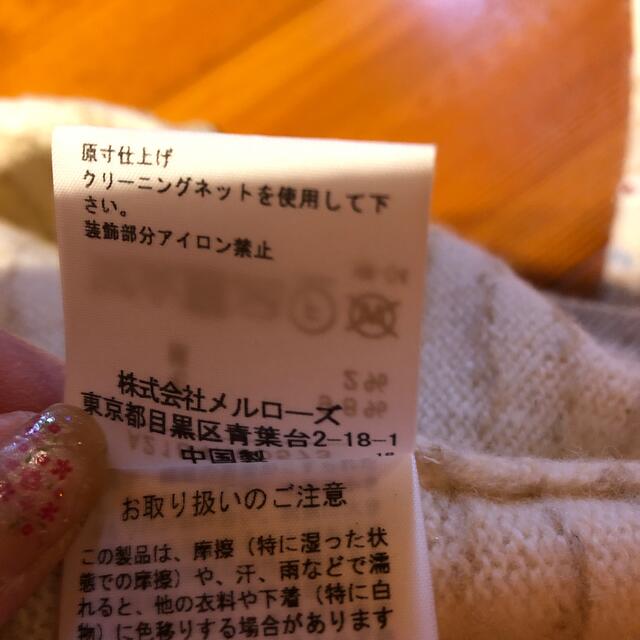 原寸仕上げ
クリーニングネットを使用して下
さい。
装飾部分アイロン禁止
株式会社メルローズ
東京都目黒区青葉台2-18-1
中国製
お取り扱いのご注意
この製品は、摩擦（特に湿った状
態での摩擦）や、汗、雨などで濡
れると、他の衣料や下着（特に白
物）に色移りする場合があります